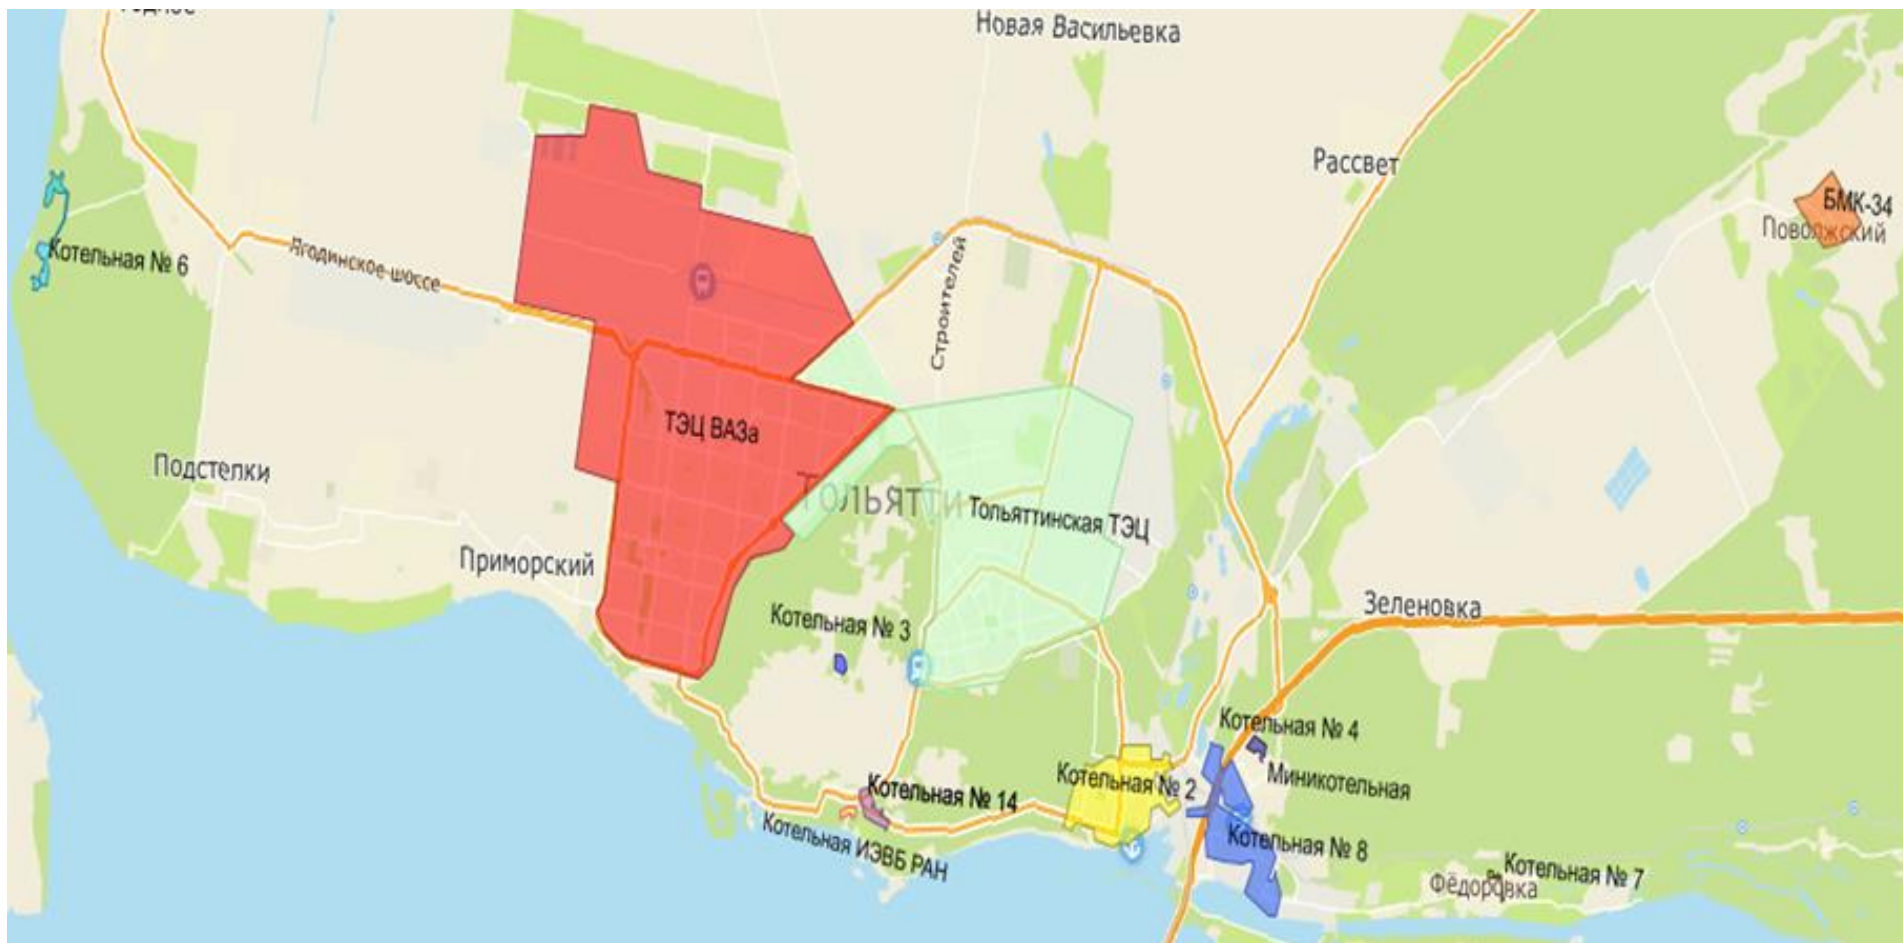 Новая Васильевка
Рассвет
БМК-34
Поволжский
Котельная № 6
Ягодинское шоссе
Строителей
ТЭЦ ВАЗа
Подстепки
ТОЛЬЯТТИ
Тольяттинская ТЭЦ
Приморский
Зеленовка
Котельная № 3
Котельная № 4
Миникотельная
Котельная № 2
Котельная № 14
Котельная ИЭВБ РАН
Котельная № 8
Котельная № 7
Фёдоровка